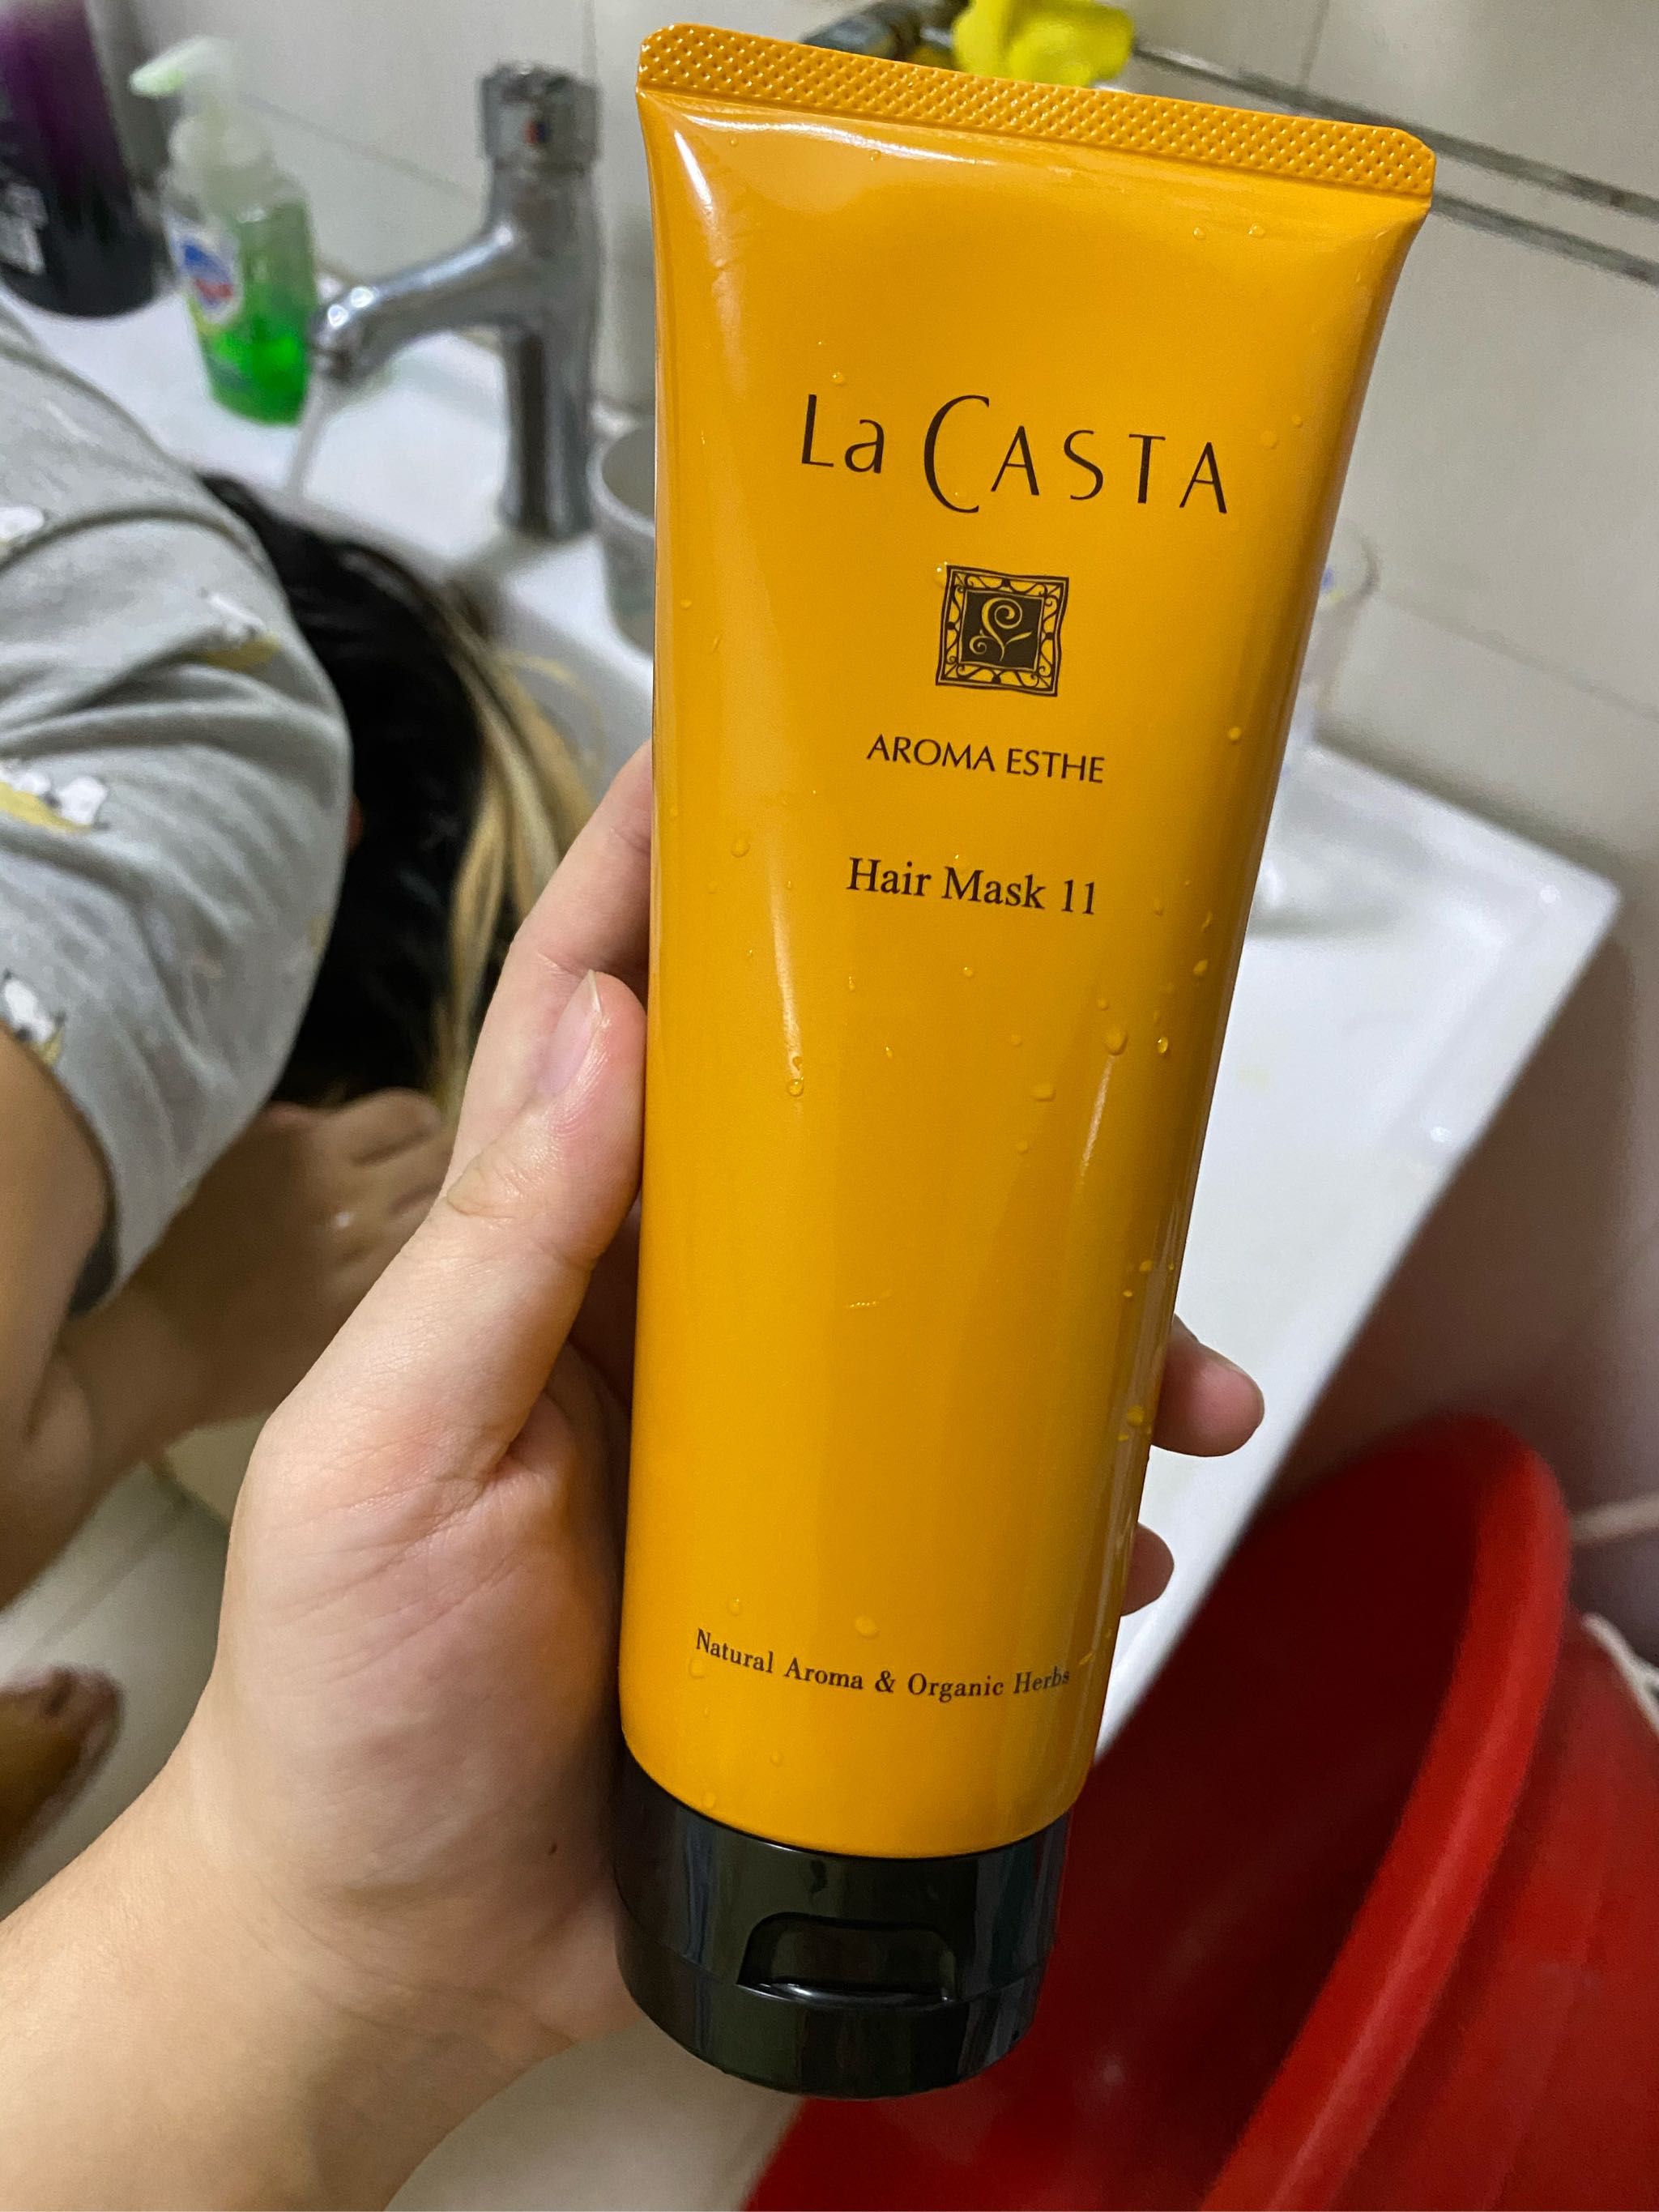 La CASTA
AROMA ESTHE
Hair Mask 11
Natural Aroma & Organic Herbs